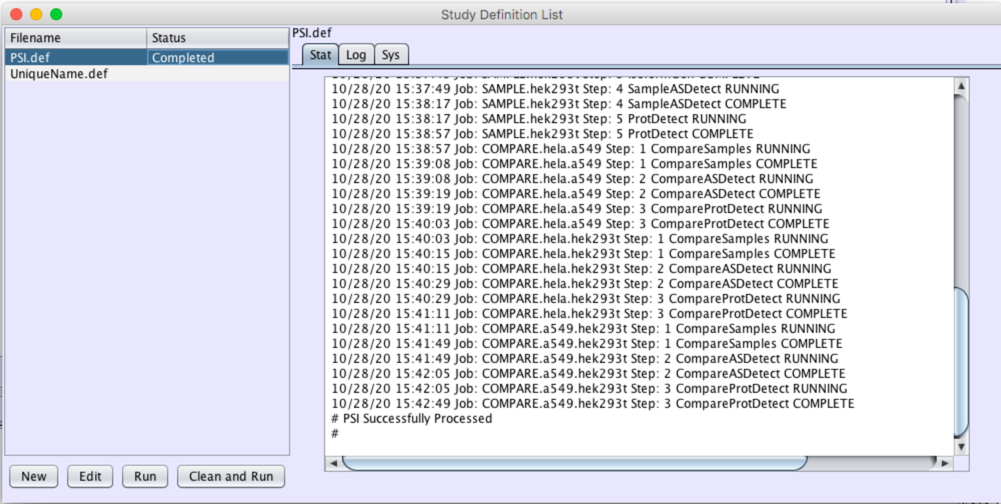 Study Definition List
Filename Status
PSI.def Completed
UniqueName.def
PSI.def
Stat Log Sys
10/28/20 15:37:49 Job: SAMPLE.hek293t Step: 4 SampleASDetect RUNNING
10/28/20 15:38:17 Job: SAMPLE.hek293t Step: 4 SampleASDetect COMPLETE
10/28/20 15:38:17 Job: SAMPLE.hek293t Step: 5 ProtDetect RUNNING
10/28/20 15:38:57 Job: SAMPLE.hek293t Step: 5 ProtDetect COMPLETE
10/28/20 15:38:57 Job: COMPARE.hela.a549 Step: 1 CompareSamples RUNNING
10/28/20 15:39:08 Job: COMPARE.hela.a549 Step: 1 CompareSamples COMPLETE
10/28/20 15:39:08 Job: COMPARE.hela.a549 Step: 2 CompareASDetect RUNNING
10/28/20 15:39:19 Job: COMPARE.hela.a549 Step: 2 CompareASDetect COMPLETE
10/28/20 15:39:19 Job: COMPARE.hela.a549 Step: 3 CompareProtDetect RUNNING
10/28/20 15:40:03 Job: COMPARE.hela.a549 Step: 3 CompareProtDetect COMPLETE
10/28/20 15:40:03 Job: COMPARE.hela.hek293t Step: 1 CompareSamples RUNNING
10/28/20 15:40:15 Job: COMPARE.hela.hek293t Step: 1 CompareSamples COMPLETE
10/28/20 15:40:15 Job: COMPARE.hela.hek293t Step: 2 CompareASDetect RUNNING
10/28/20 15:40:29 Job: COMPARE.hela.hek293t Step: 2 CompareASDetect COMPLETE
10/28/20 15:40:29 Job: COMPARE.hela.hek293t Step: 3 CompareProtDetect RUNNING
10/28/20 15:41:11 Job: COMPARE.hela.hek293t Step: 3 CompareProtDetect COMPLETE
10/28/20 15:41:11 Job: COMPARE.a549.hek293t Step: 1 CompareSamples RUNNING
10/28/20 15:41:49 Job: COMPARE.a549.hek293t Step: 1 CompareSamples COMPLETE
10/28/20 15:41:49 Job: COMPARE.a549.hek293t Step: 2 CompareASDetect RUNNING
10/28/20 15:42:05 Job: COMPARE.a549.hek293t Step: 2 CompareASDetect COMPLETE
10/28/20 15:42:05 Job: COMPARE.a549.hek293t Step: 3 CompareProtDetect RUNNING
10/28/20 15:42:49 Job: COMPARE.a549.hek293t Step: 3 CompareProtDetect COMPLETE
# PSI Successfully Processed
#
New Edit Run Clean and Run